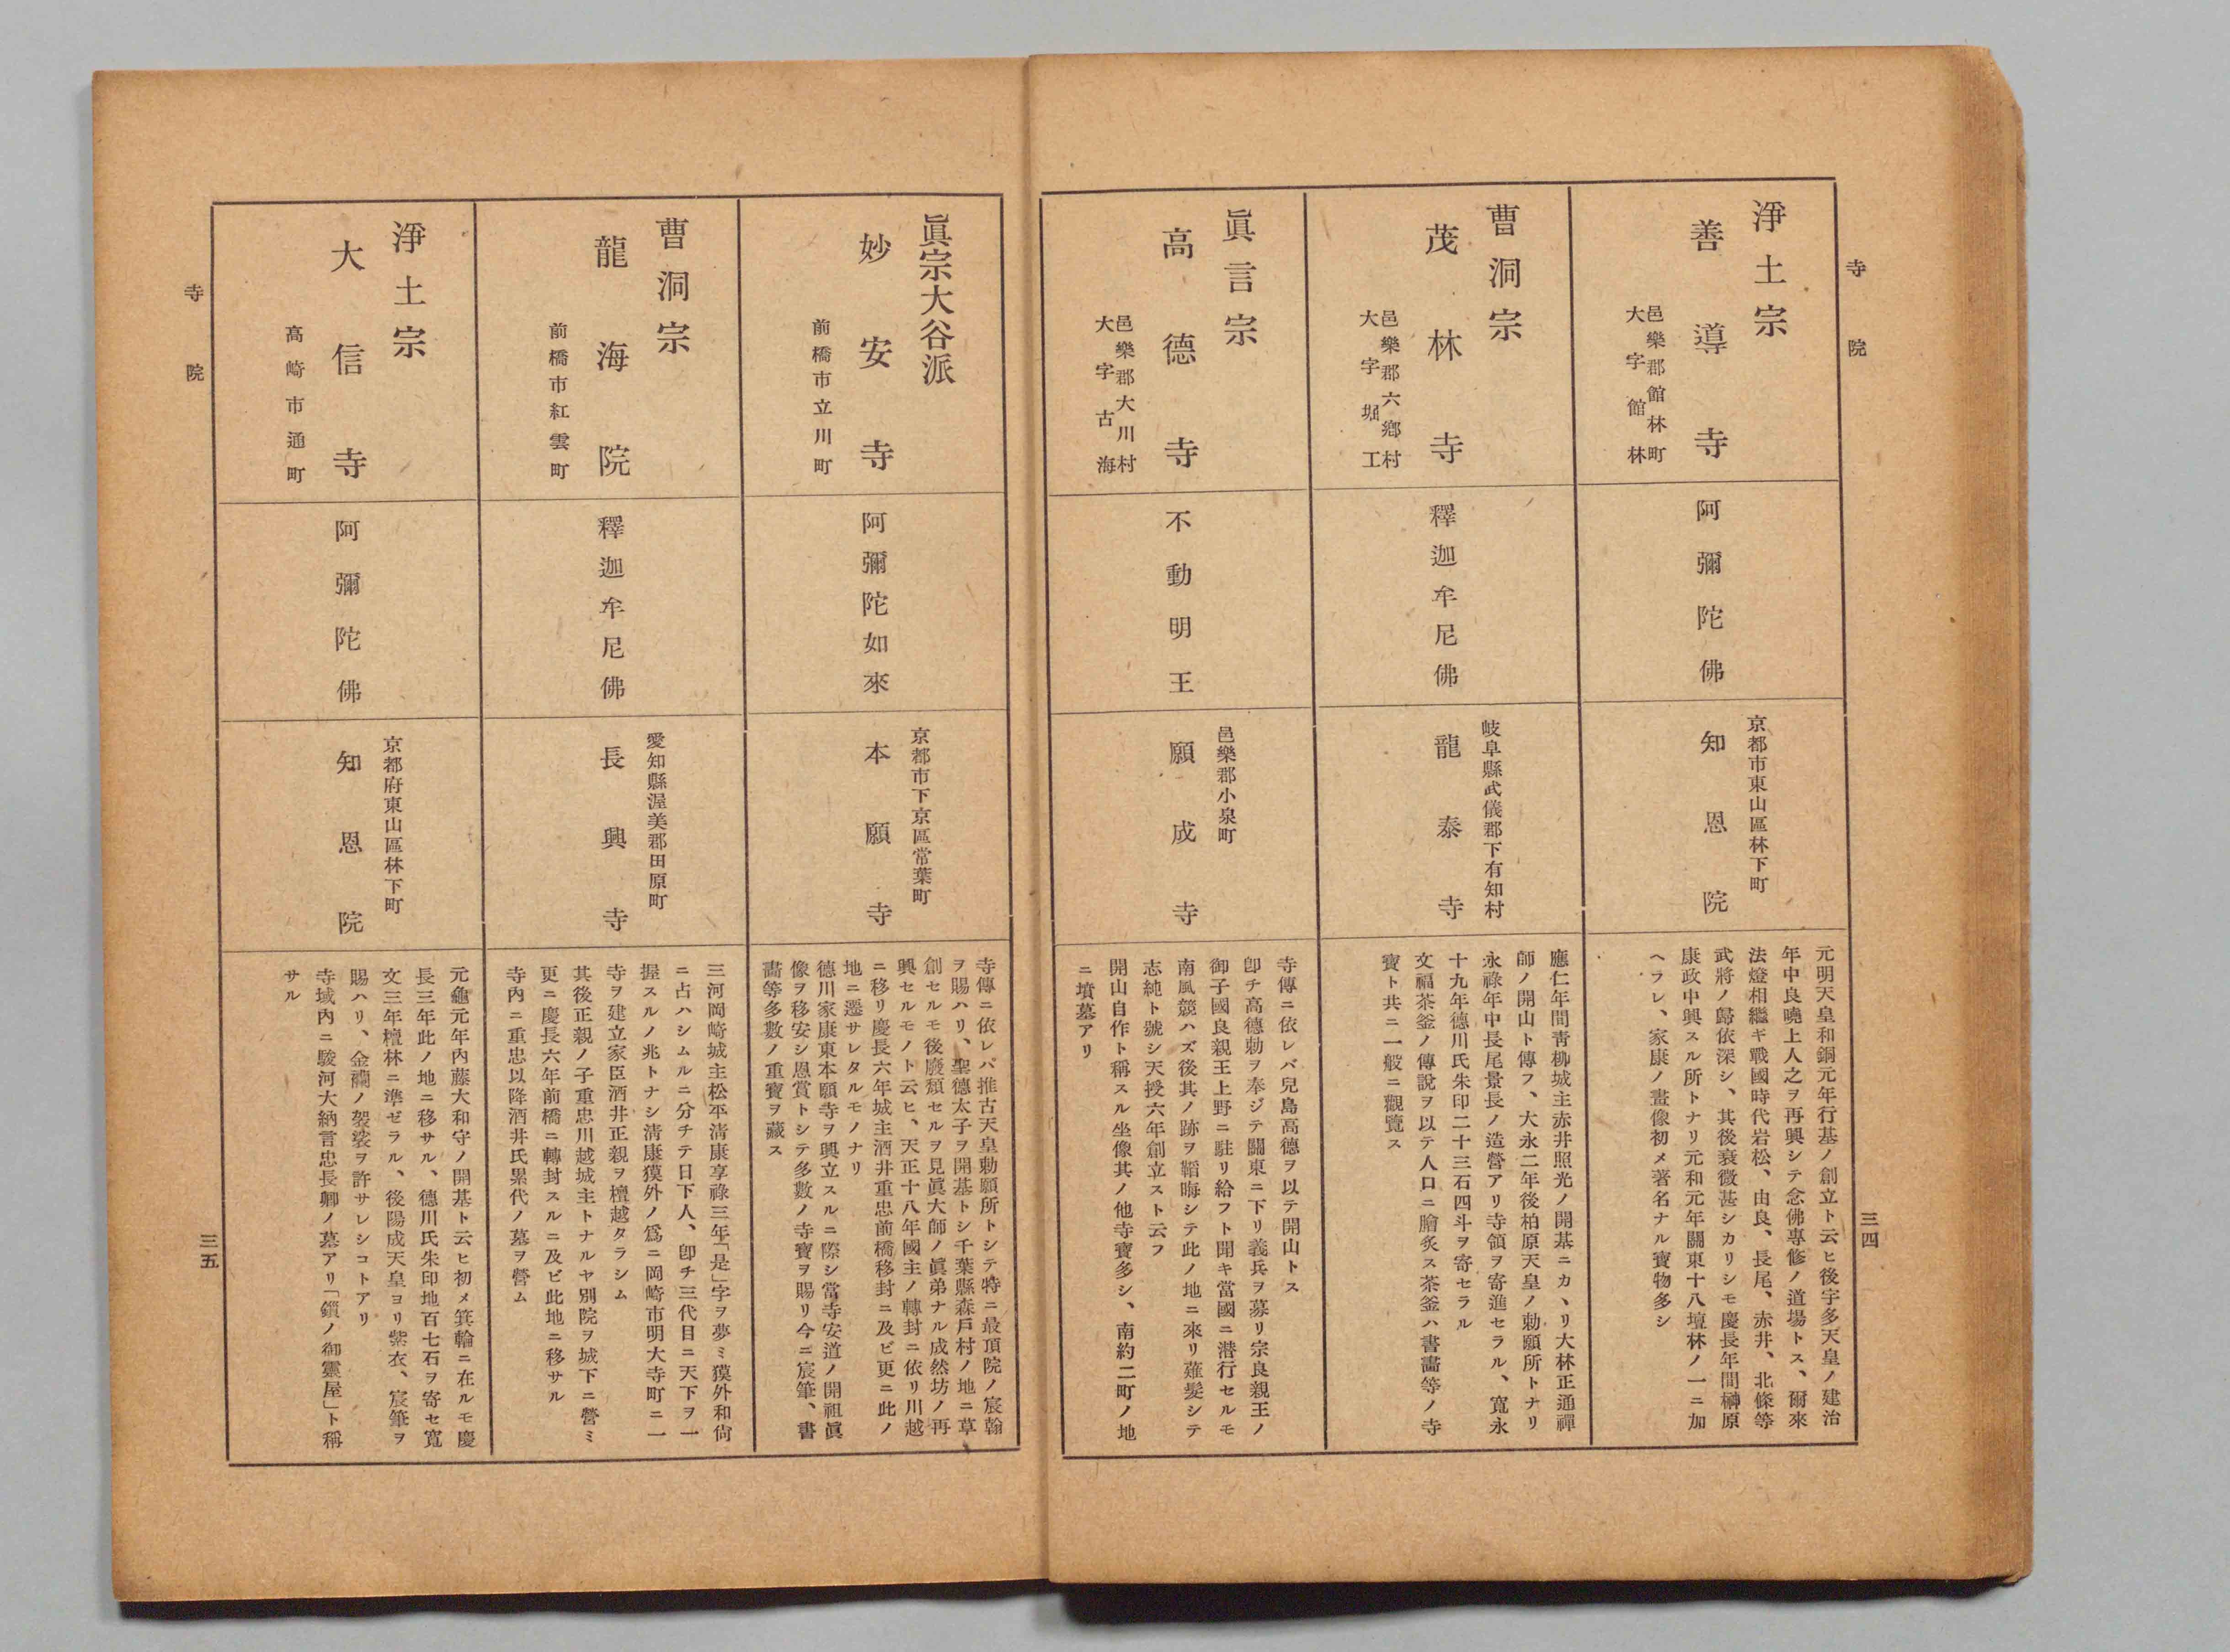 寺院
三四
淨土宗
善導寺
邑樂郡館林町
大字館林
阿彌陀佛
京都市東山區林下町
知恩院
元明天皇和銅元年行基ノ創立ト云ヒ後宇多天皇ノ建治
年中良曉上人之ヲ再興シテ念佛專修ノ道場トス、爾來
法燈相繼ギ戰國時代岩松、由良、長尾、赤井、北條等
武將ノ歸依深シ、其後衰微甚シカリシモ慶長年間榊原
康政中興スル所トナリ元和元年關東十八壇林ノ一ニ加
ヘラレ、家康ノ畫像初メ著名ナル寶物多シ
曹洞宗
茂林寺
邑樂郡六鄕村
大字堀工
釋迦牟尼佛
岐阜縣武儀郡下有知村
龍泰寺
應仁年間靑柳城主赤井照光ノ開基ニカヽリ大林正通禪
師ノ開山ト傳フ、大永二年後柏原天皇ノ勅願所トナリ
永祿年中長尾景長ノ造營アリ寺領ヲ寄進セラル、寬永
十九年德川氏朱印二十三石四斗ヲ寄セラル
文福茶釜ノ傳說ヲ以テ人口ニ膾炙ス茶釜ハ書畵等ノ寺
寶ト共ニ一般ニ觀覽ス
眞言宗
高德寺
邑樂郡大川村
大字古海
不動明王
邑樂郡小泉町
願成寺
寺傳ニ依レバ兒島高德ヲ以テ開山トス
卽チ高德勅ヲ奉ジテ關東ニ下リ義兵ヲ募リ宗良親王ノ
御子國良親王上野ニ駐リ給フト開キ當國ニ潜行セルモ
南風競ハズ後其ノ跡ヲ韜晦シテ此ノ地ニ來リ薙髮シテ
志純ト號シ天授六年創立スト云フ
開山自作ト稱スル坐像其ノ他寺寶多シ、南約二町ノ地
ニ墳墓アリ
眞宗大谷派
妙安寺
前橋市立川町
阿彌陀如來
京都市下京區常葉町
本願寺
寺傳ニ依レバ推古天皇勅願所トシテ特ニ最頂院ノ宸翰
ヲ賜ハリ、聖德太子ヲ開基トシ千葉縣森戶村ノ地ニ草
創セルモ後廢頽セルヲ見眞大師ノ眞弟ナル成然坊ノ再
興セルモノト云ヒ、天正十八年國主ノ轉封ニ依リ川越
ニ移リ慶長六年城主酒井重忠前橋移封ニ及ビ更ニ此ノ
地ニ遷サレタルモノナリ
德川家康東本願寺ヲ興立スルニ際シ當寺安道ノ開祖眞
像ヲ移安シ恩賞トシテ多數ノ寺寶ヲ賜リ今ニ宸筆、書
畵等多數ノ重寶ヲ藏ス
曹洞宗
龍海院
前橋市紅雲町
釋迦牟尼佛
愛知縣渥美郡田原町
長興寺
三河岡崎城主松平淸康享祿三年「是」字ヲ夢ミ獏外和尙
ニ占ハシムルニ分チテ日下人、卽チ三代目ニ天下ヲ一
握スルノ兆トナシ淸康獏外ノ爲ニ岡崎市明大寺町ニ一
寺ヲ建立家臣酒井正親ヲ檀越タラシム
其後正親ノ子重忠川越城主トナルヤ別院ヲ城下ニ營ミ
更ニ慶長六年前橋ニ轉封スルニ及ビ此地ニ移サル
寺內ニ重忠以降酒井氏累代ノ墓ヲ營ム
淨土宗
大信寺
高崎市通町
阿彌陀佛
京都府東山區林下町
知恩院
元龜元年內藤大和守ノ開基ト云ヒ初メ箕輪ニ在ルモ慶
長三年此ノ地ニ移サル、德川氏朱印地百七石ヲ寄セ寬
文三年檀林ニ準ゼラル、後陽成天皇ヨリ紫衣、宸筆ヲ
賜ハリ、金襴ノ袈裟ヲ許サレシコトアリ
寺域內ニ駿河大納言忠長卿ノ墓アリ「鎖ノ御靈屋」ト稱
サル
寺院
三五